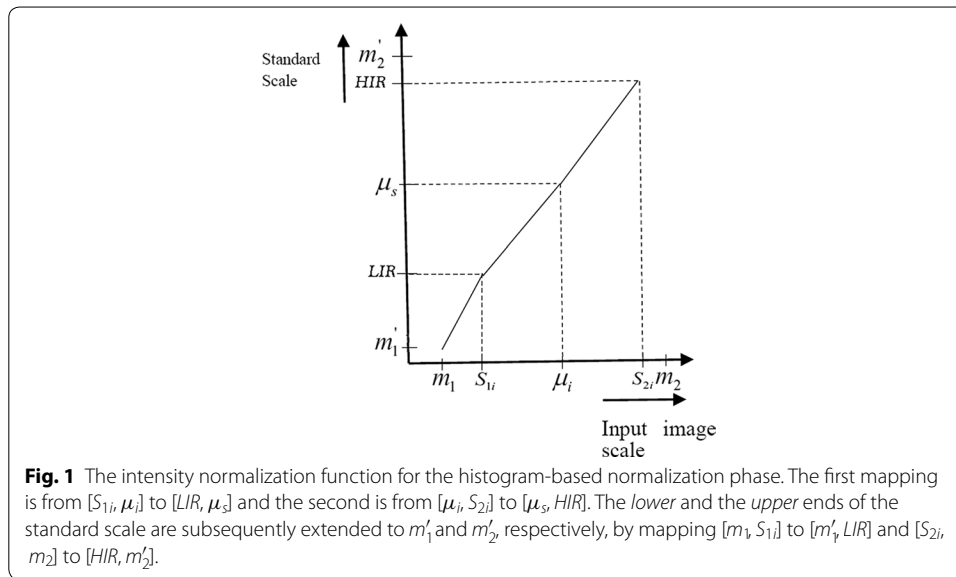 Standard
Scale
m′₂
HIR
μₛ
LIR
m′₁
m₁ S₁ᵢ μᵢ S₂ᵢ m₂
Input image
scale
Fig. 1 The intensity normalization function for the histogram-based normalization phase. The first mapping
is from [S₁ᵢ, μᵢ] to [LIR, μₛ] and the second is from [μᵢ, S₂ᵢ] to [μₛ, HIR]. The lower and the upper ends of the
standard scale are subsequently extended to m′₁ and m′₂, respectively, by mapping [m₁, S₁ᵢ] to [m′₁, LIR] and [S₂ᵢ,
m₂] to [HIR, m′₂].